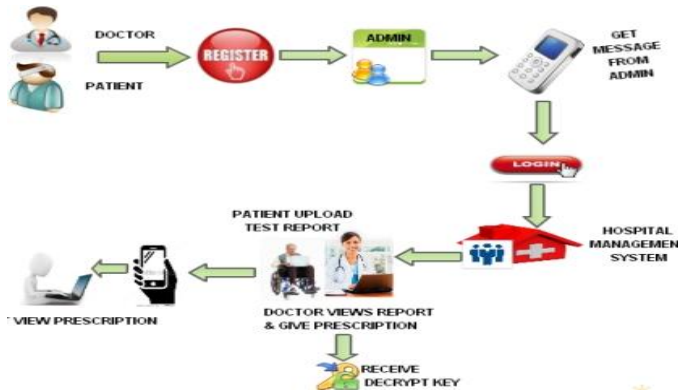 DOCTOR
PATIENT
REGISTER
ADMIN
GET
MESSAGE
FROM
ADMIN
LOGIN
HOSPITAL
MANAGEMEN
SYSTEM
PATIENT UPLOAD
TEST REPORT
DOCTOR VIEWS REPORT
& GIVE PRESCRIPTION
VIEW PRESCRIPTION
RECEIVE
DECRYPT KEY